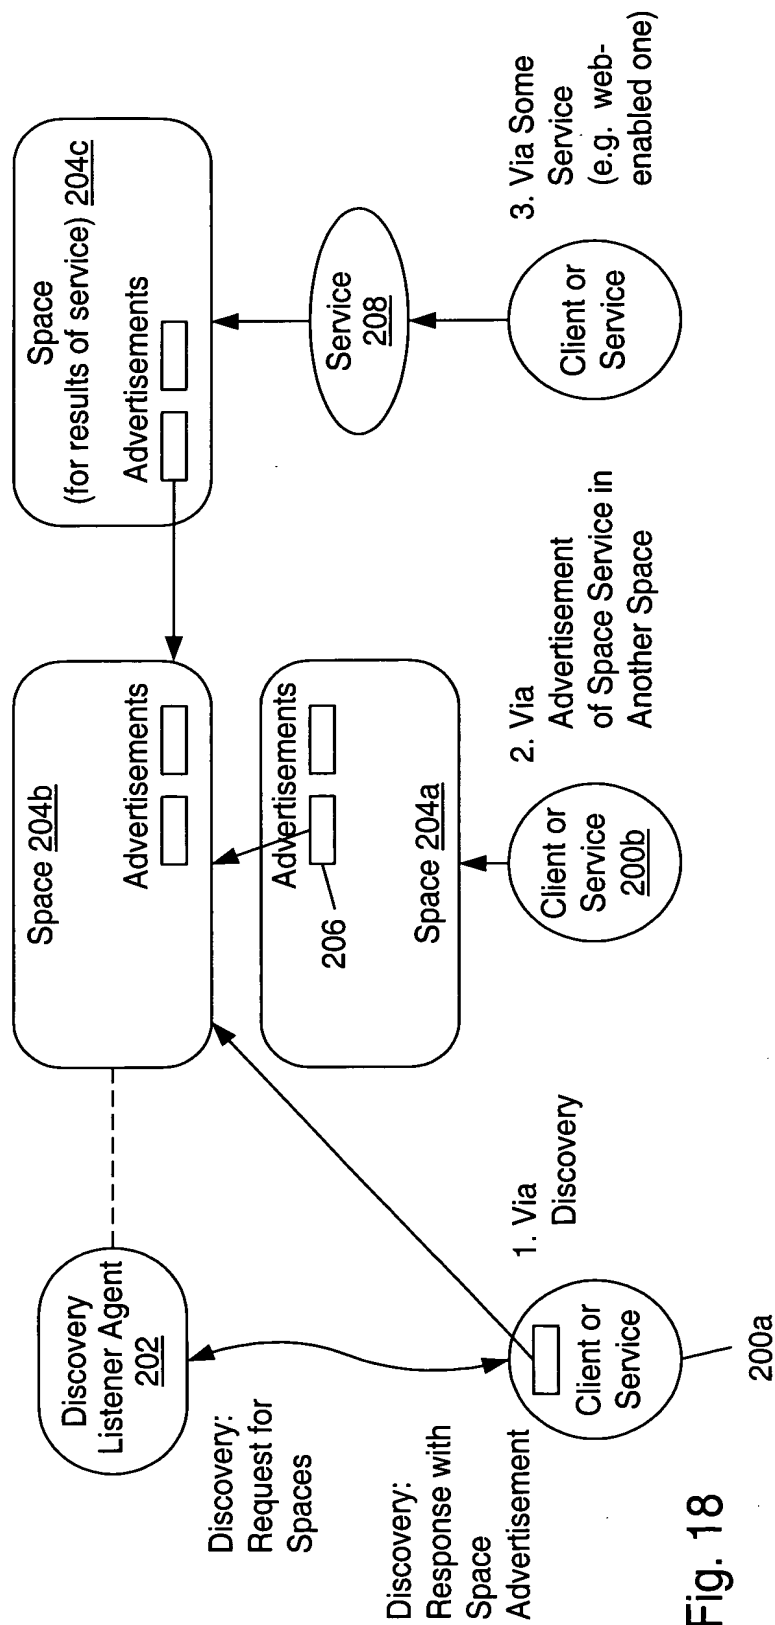 Discovery
Listener Agent
202
Discovery:
Request for
Spaces
Discovery:
Response with
Space
Advertisement
Client or
Service
200a
1. Via
Discovery
Space 204b
Advertisements
Advertisements
206
Space 204a
Client or
Service
200b
2. Via
Advertisement
of Space Service in
Another Space
Space
(for results of service) 204c
Advertisements
Service
208
Client or
Service
3. Via Some
Service
(e.g. web-
enabled one)
Fig. 18